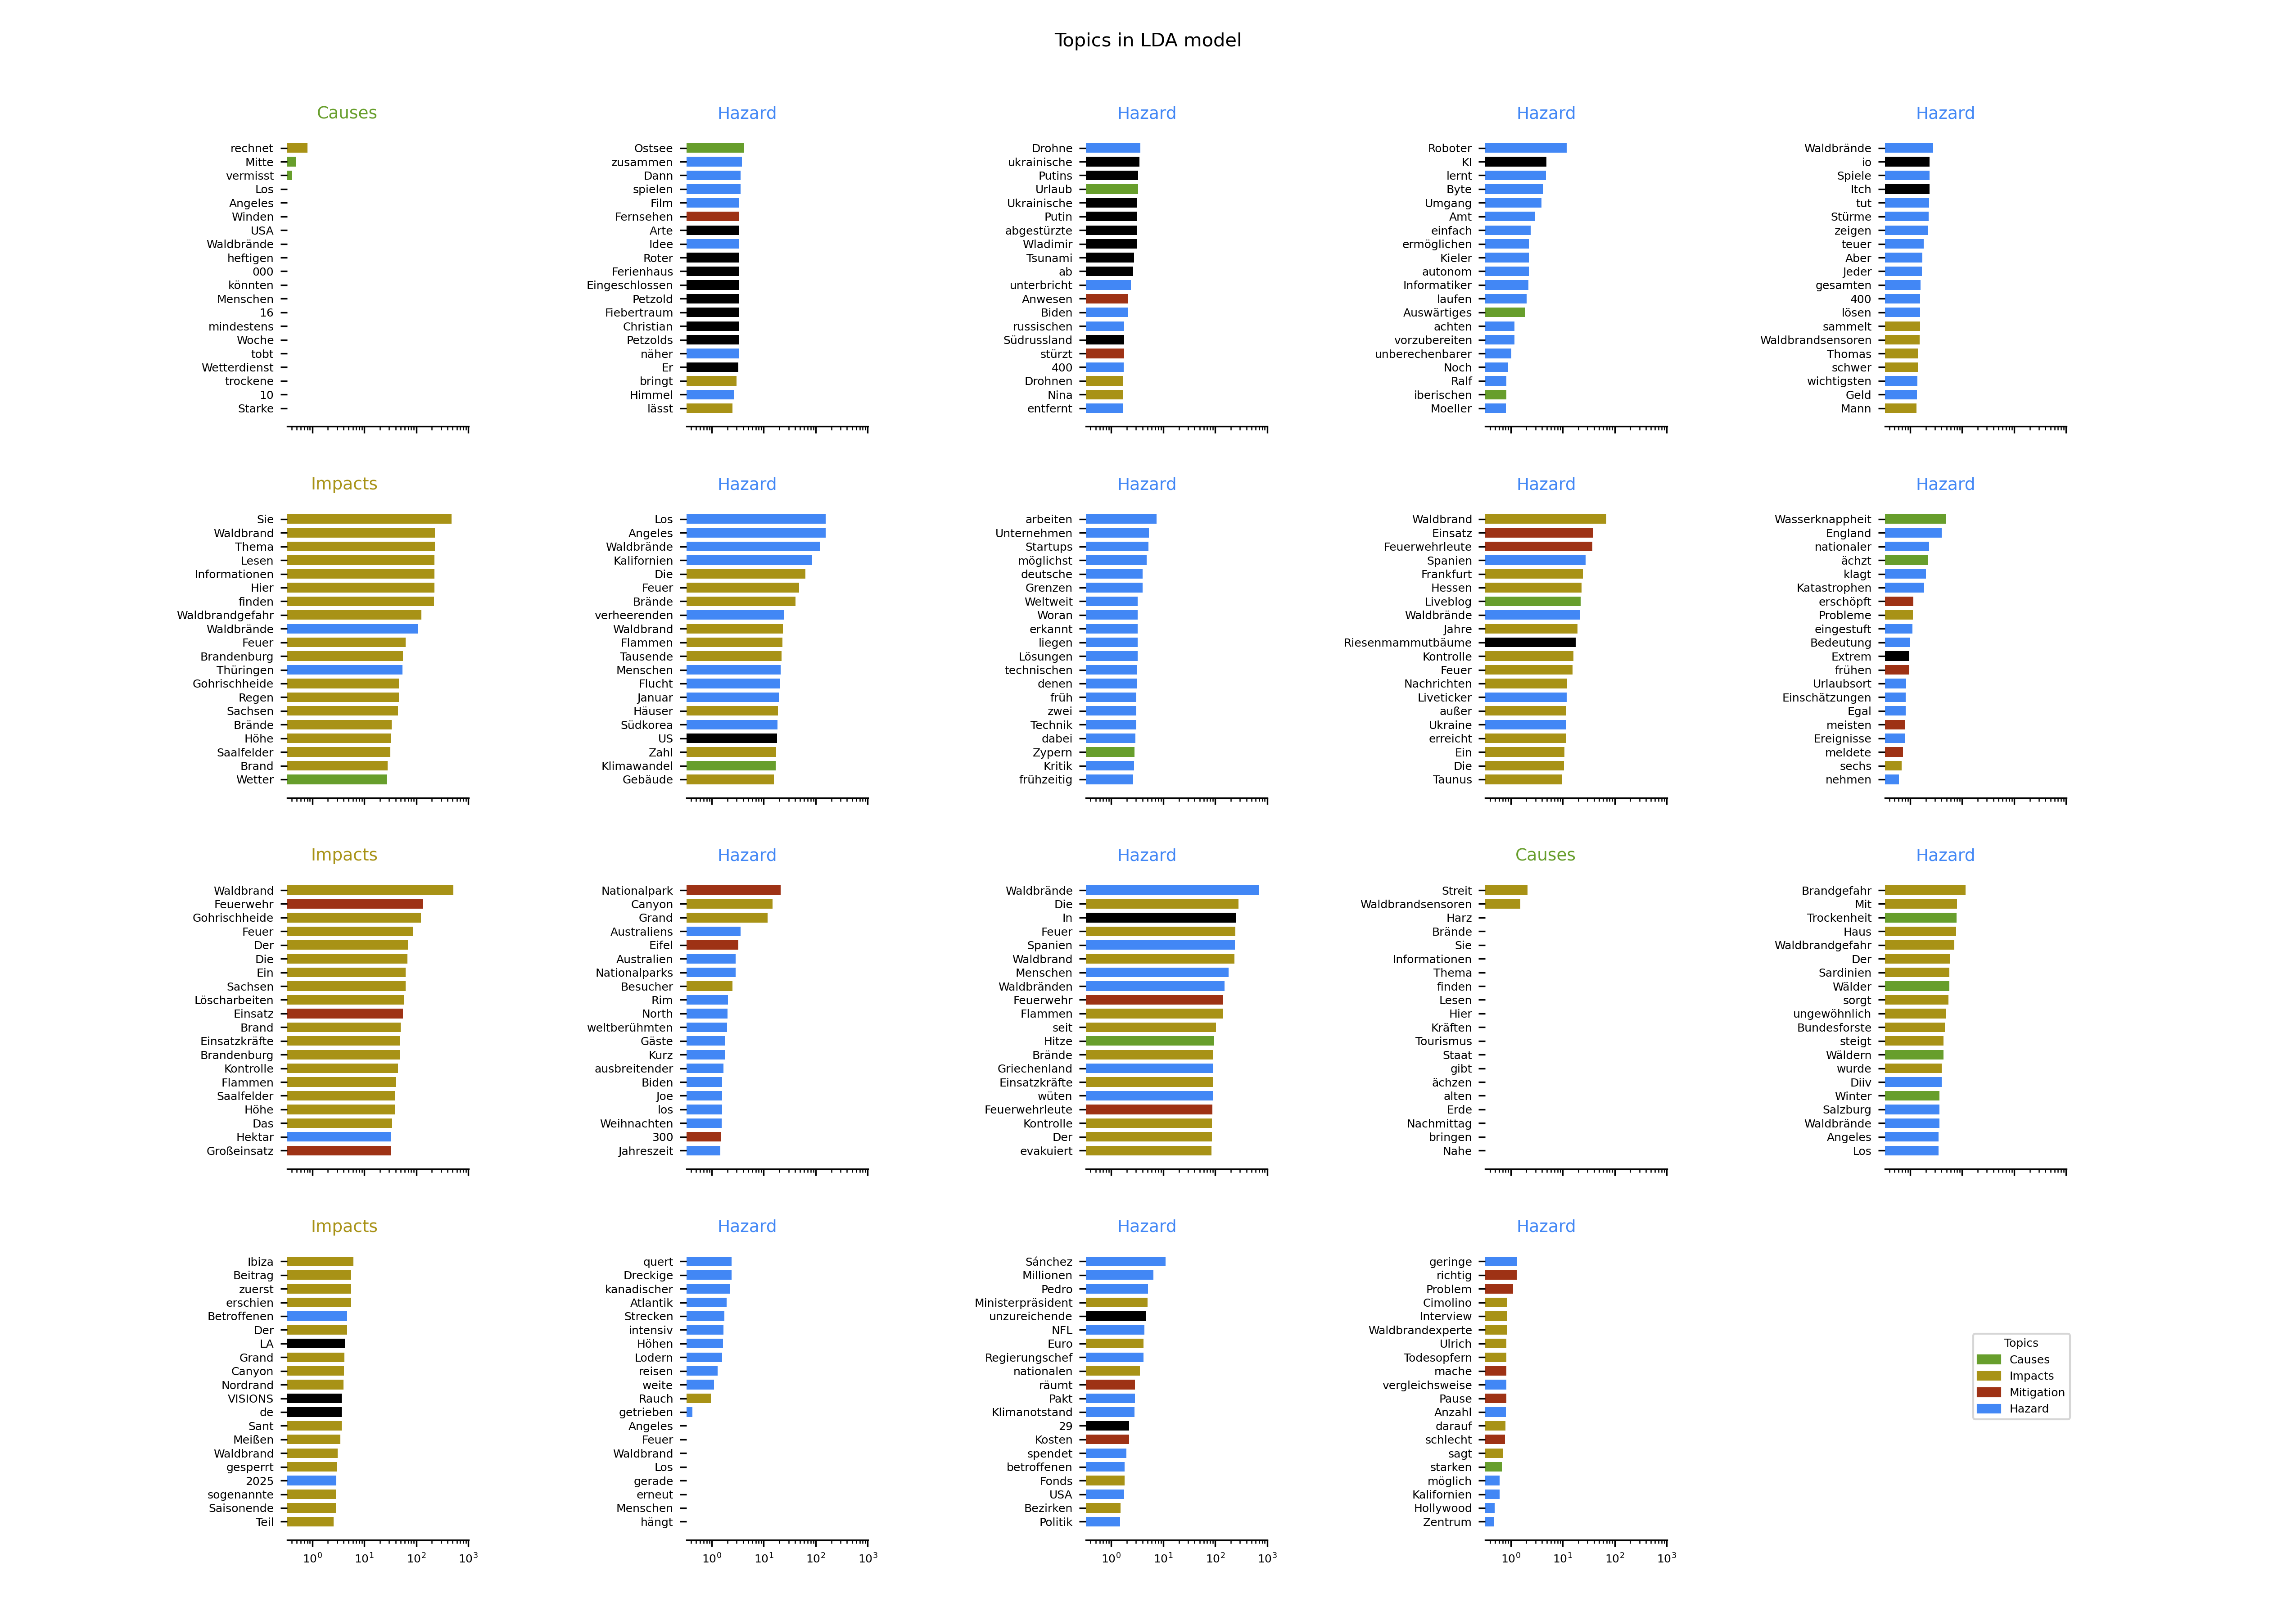 Topics in LDA model
Causes
rechnet
Mitte
vermisst
Los
Angeles
Winden
USA
Waldbrände
heftigen
000
könnten
Menschen
16
mindestens
Woche
tobt
Wetterdienst
trockene
10
Starke
Hazard
Ostsee
zusammen
Dann
spielen
Film
Fernsehen
Arte
Idee
Roter
Ferienhaus
Eingeschlossen
Petzold
Fiebertraum
Christian
Petzolds
näher
Er
bringt
Himmel
lässt
Hazard
Drohne
ukrainische
Putins
Urlaub
Ukrainische
Putin
abgestürzte
Wladimir
Tsunami
ab
unterbricht
Anwesen
Biden
russischen
Südrussland
stürzt
400
Drohnen
Nina
entfernt
Hazard
Roboter
KI
lernt
Byte
Umgang
Amt
einfach
ermöglichen
Kieler
autonom
Informatiker
laufen
Auswärtiges
achten
vorzubereiten
unberechenbarer
Noch
Ralf
iberischen
Moeller
Hazard
Waldbrände
io
Spiele
Itch
tut
Stürme
zeigen
teuer
Aber
Jeder
gesamten
400
lösen
sammelt
Waldbrandsensoren
Thomas
schwer
wichtigsten
Geld
Mann
Impacts
Sie
Waldbrand
Thema
Lesen
Informationen
Hier
finden
Waldbrandgefahr
Waldbrände
Feuer
Brandenburg
Thüringen
Gohrischheide
Regen
Sachsen
Brände
Höhe
Saalfelder
Brand
Wetter
Hazard
Los
Angeles
Waldbrände
Kalifornien
Die
Feuer
Brände
verheerenden
Waldbrand
Flammen
Tausende
Menschen
Flucht
Januar
Häuser
Südkorea
US
Zahl
Klimawandel
Gebäude
Hazard
arbeiten
Unternehmen
Startups
möglichst
deutsche
Grenzen
Weltweit
Woran
erkannt
liegen
Lösungen
technischen
denen
früh
zwei
Technik
dabei
Zypern
Kritik
frühzeitig
Hazard
Waldbrand
Einsatz
Feuerwehrleute
Spanien
Frankfurt
Hessen
Liveblog
Waldbrände
Jahre
Riesenmammutbäume
Kontrolle
Feuer
Nachrichten
Liveticker
außer
Ukraine
erreicht
Ein
Die
Taunus
Hazard
Wasserknappheit
England
nationaler
ächzt
klagt
Katastrophen
erschöpft
Probleme
eingestuft
Bedeutung
Extrem
frühen
Urlaubsort
Einschätzungen
Egal
meisten
Ereignisse
meldete
sechs
nehmen
Impacts
Waldbrand
Feuerwehr
Gohrischheide
Feuer
Der
Die
Ein
Sachsen
Löscharbeiten
Einsatz
Brand
Einsatzkräfte
Brandenburg
Kontrolle
Flammen
Saalfelder
Höhe
Das
Hektar
Großeinsatz
Hazard
Nationalpark
Canyon
Grand
Australiens
Eifel
Australien
Nationalparks
Besucher
Rim
North
weltberühmten
Gäste
Kurz
ausbreitender
Biden
Joe
los
Weihnachten
300
Jahreszeit
Hazard
Waldbrände
Die
In
Feuer
Spanien
Waldbrand
Menschen
Waldbränden
Feuerwehr
Flammen
seit
Hitze
Brände
Griechenland
Einsatzkräfte
wüten
Feuerwehrleute
Kontrolle
Der
evakuiert
Causes
Streit
Waldbrandsensoren
Harz
Brände
Sie
Informationen
Thema
finden
Lesen
Hier
Kräften
Tourismus
Staat
gibt
ächzen
alten
Erde
Nachmittag
bringen
Nahe
Hazard
Brandgefahr
Mit
Trockenheit
Haus
Waldbrandgefahr
Der
Sardinien
Wälder
sorgt
ungewöhnlich
Bundesforste
steigt
Wäldern
wurde
Diiv
Winter
Salzburg
Waldbrände
Angeles
Los
Impacts
Ibiza
Beitrag
zuerst
erschien
Betroffenen
Der
LA
Grand
Canyon
Nordrand
VISIONS
de
Sant
Meißen
Waldbrand
gesperrt
2025
sogenannte
Saisonende
Teil
10⁰ 10¹ 10² 10³
Hazard
quert
Dreckige
kanadischer
Atlantik
Strecken
intensiv
Höhen
Lodern
reisen
weite
Rauch
getrieben
Angeles
Feuer
Waldbrand
Los
gerade
erneut
Menschen
hängt
10⁰ 10¹ 10² 10³
Hazard
Sánchez
Millionen
Pedro
Ministerpräsident
unzureichende
NFL
Euro
Regierungschef
nationalen
räumt
Pakt
Klimanotstand
29
Kosten
spendet
betroffenen
Fonds
USA
Bezirken
Politik
10⁰ 10¹ 10² 10³
Hazard
geringe
richtig
Problem
Cimolino
Interview
Waldbrandexperte
Ulrich
Todesopfern
mache
vergleichsweise
Pause
Anzahl
darauf
schlecht
sagt
starken
möglich
Kalifornien
Hollywood
Zentrum
10⁰ 10¹ 10² 10³
Topics
Causes
Impacts
Mitigation
Hazard